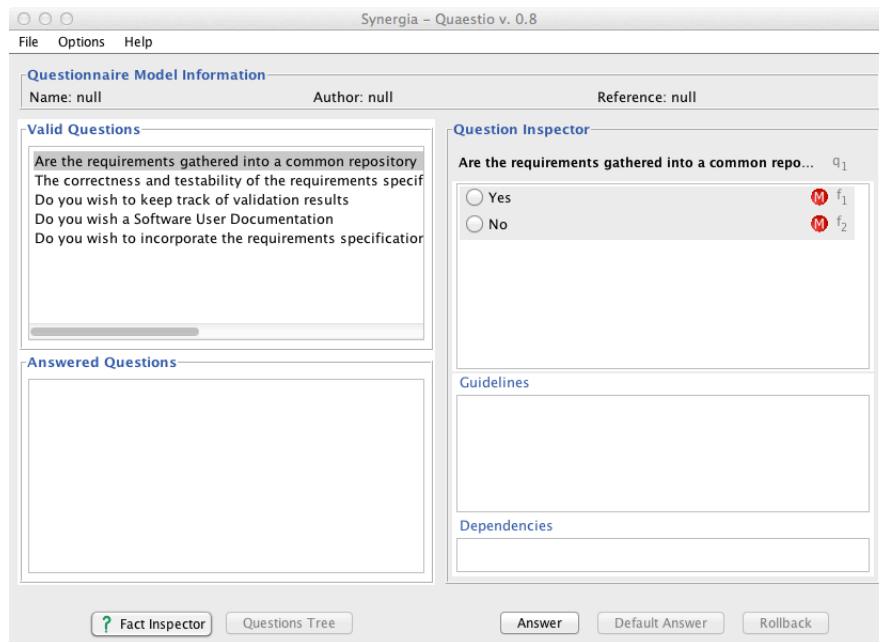 Synergia – Quaestio v. 0.8
File Options Help
Questionnaire Model Information
Name: null Author: null Reference: null
Valid Questions
Are the requirements gathered into a common repository
The correctness and testability of the requirements specif
Do you wish to keep track of validation results
Do you wish a Software User Documentation
Do you wish to incorporate the requirements specification
Answered Questions
Question Inspector
Are the requirements gathered into a common repo... q1
Yes M f1
No M f2
Guidelines
Dependencies
? Fact Inspector Questions Tree Answer Default Answer Rollback